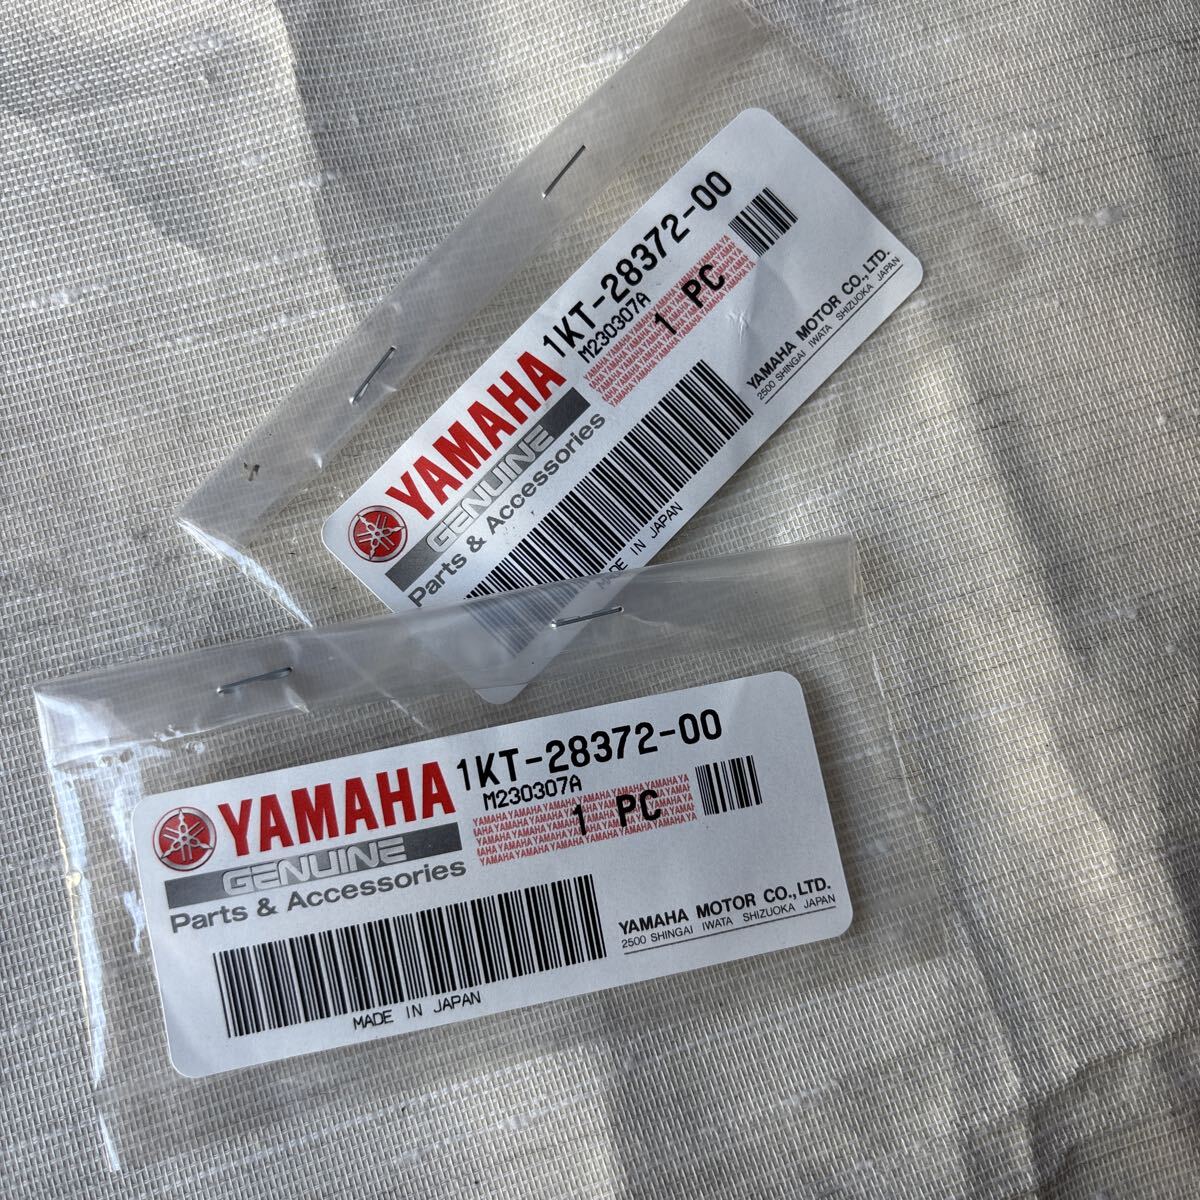 1KT-28372-00
M230307A
1 PC
YAMAHA
GENUINE
Parts & Accessories
YAMAHA MOTOR CO.,LTD.
2500 SHINGAI IWATA SHIZUOKA JAPAN
MADE IN JAPAN
1KT-28372-00
M230307A
1 PC
YAMAHA
GENUINE
Parts & Accessories
YAMAHA MOTOR CO.,LTD.
2500 SHINGAI IWATA SHIZUOKA JAPAN
MADE IN JAPAN